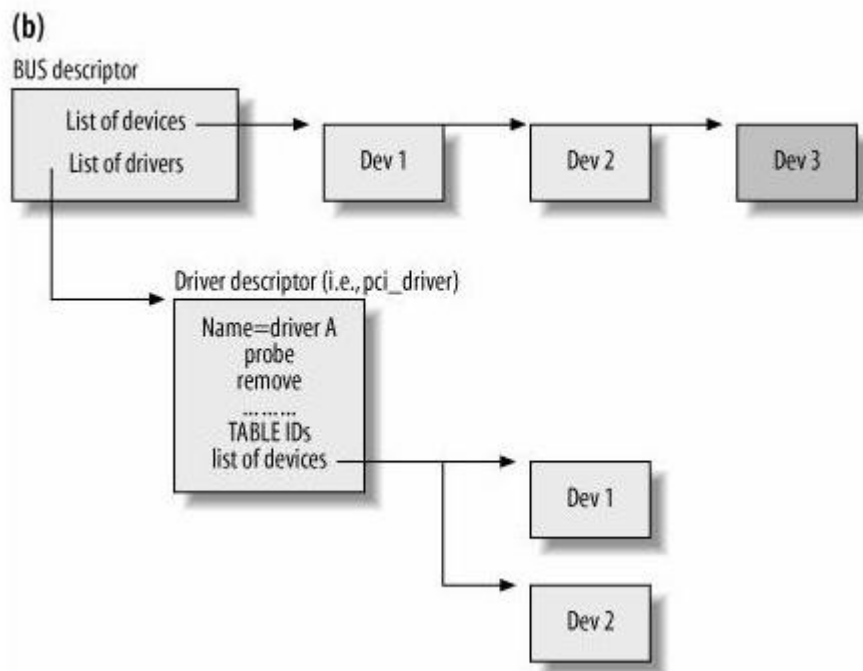 (b)
BUS descriptor
List of devices
List of drivers
Dev 1
Dev 2
Dev 3
Driver descriptor (i.e., pci_driver)
Name=driver A
probe
remove
... ... ...
TABLE IDs
list of devices
Dev 1
Dev 2